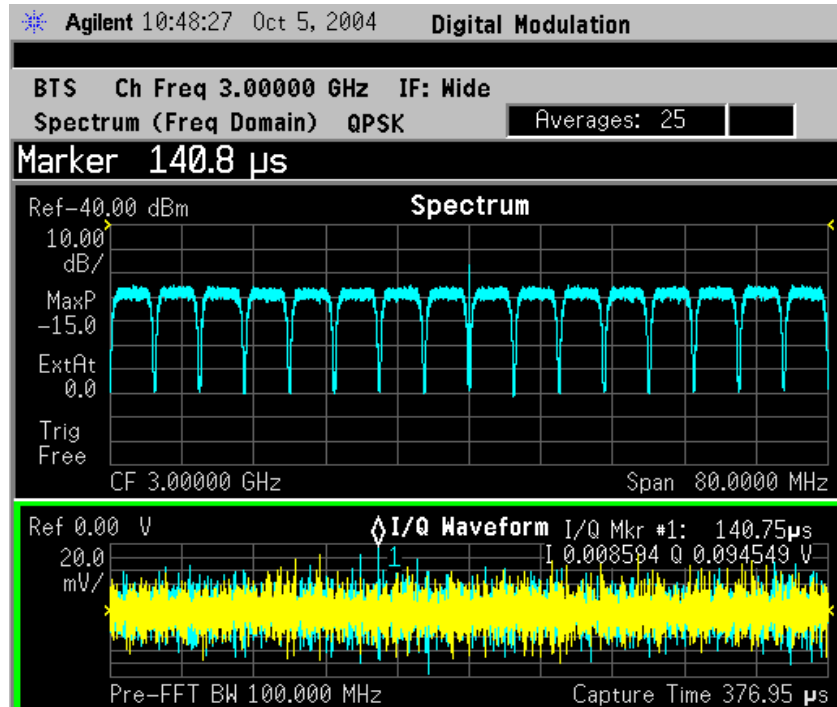 Agilent 10:48:27 Oct 5, 2004 Digital Modulation
BTS Ch Freq 3.00000 GHz IF: Wide
Spectrum (Freq Domain) QPSK Averages: 25
Marker 140.8 µs
Ref-40.00 dBm Spectrum
10.00
dB/
MaxP
-15.0
ExtAt
0.0
Trig
Free
CF 3.00000 GHz Span 80.0000 MHz
Ref 0.00 V I/Q Waveform I/Q Mkr #1: 140.75µs
20.0 1 I 0.008594 Q 0.094549 V
mV/
Pre-FFT BW 100.000 MHz Capture Time 376.95 µs